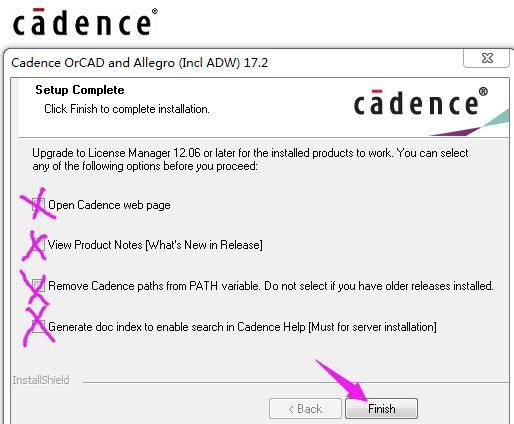 cādence®
Cadence OrCAD and Allegro (Incl ADW) 17.2
Setup Complete
Click Finish to complete installation.
cādence®
Upgrade to License Manager 12.06 or later for the installed products to work. You can select
any of the following options before you proceed:
Open Cadence web page
View Product Notes [What's New in Release]
Remove Cadence paths from PATH variable. Do not select if you have older releases installed.
Generate doc index to enable search in Cadence Help [Must for server installation]
InstallShield
< Back
Finish